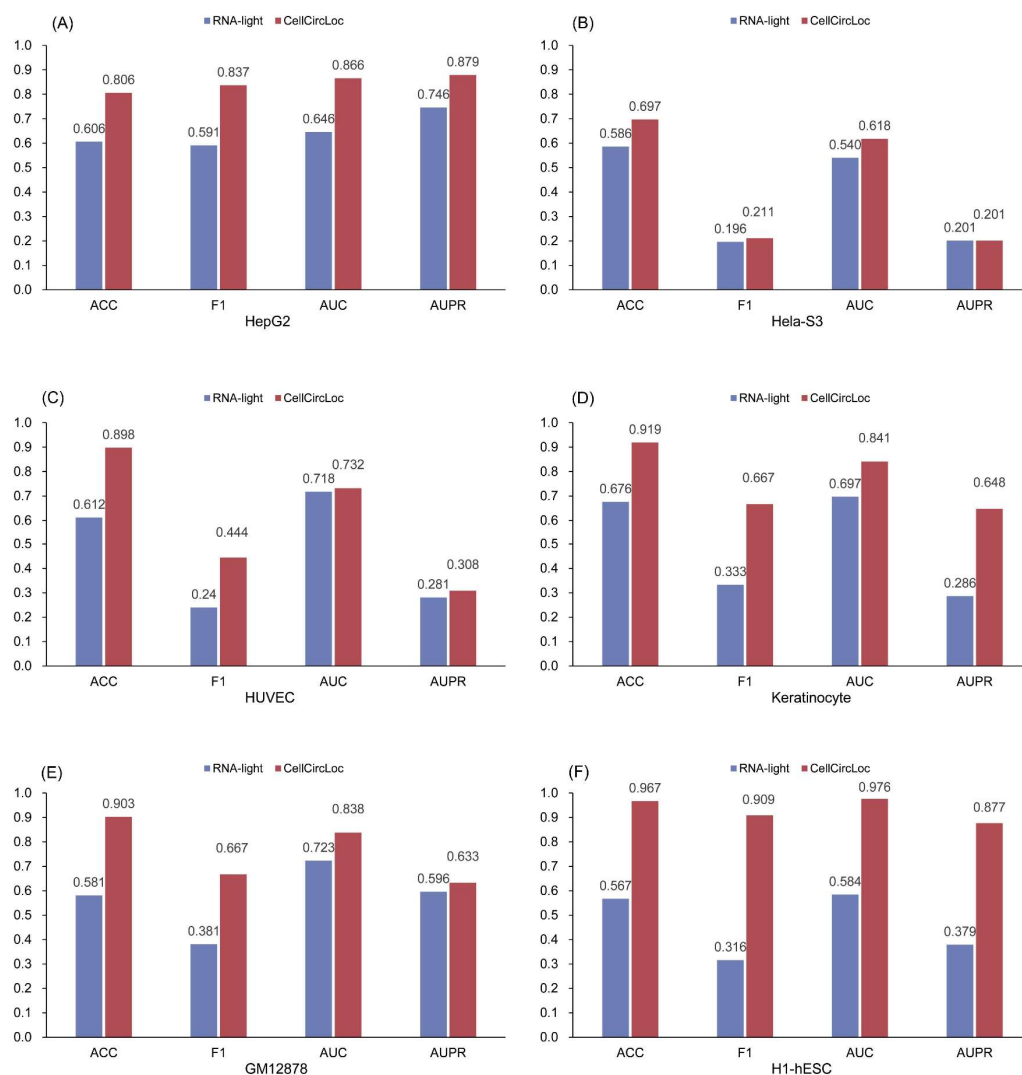 (A)
RNA-light CellCircLoc
1.0
0.9
0.8
0.7
0.6
0.5
0.4
0.3
0.2
0.1
0.0
0.606 0.806 0.591 0.837 0.646 0.866 0.746 0.879
ACC F1 AUC AUPR
HepG2
(B)
RNA-light CellCircLoc
1.0
0.9
0.8
0.7
0.6
0.5
0.4
0.3
0.2
0.1
0.0
0.586 0.697 0.196 0.211 0.540 0.618 0.201 0.201
ACC F1 AUC AUPR
Hela-S3
(C)
RNA-light CellCircLoc
1.0
0.9
0.8
0.7
0.6
0.5
0.4
0.3
0.2
0.1
0.0
0.612 0.898 0.24 0.444 0.718 0.732 0.281 0.308
ACC F1 AUC AUPR
HUVEC
(D)
RNA-light CellCircLoc
1.0
0.9
0.8
0.7
0.6
0.5
0.4
0.3
0.2
0.1
0.0
0.676 0.919 0.333 0.667 0.697 0.841 0.286 0.648
ACC F1 AUC AUPR
Keratinocyte
(E)
RNA-light CellCircLoc
1.0
0.9
0.8
0.7
0.6
0.5
0.4
0.3
0.2
0.1
0.0
0.581 0.903 0.381 0.667 0.723 0.838 0.596 0.633
ACC F1 AUC AUPR
GM12878
(F)
RNA-light CellCircLoc
1.0
0.9
0.8
0.7
0.6
0.5
0.4
0.3
0.2
0.1
0.0
0.567 0.967 0.316 0.909 0.584 0.976 0.379 0.877
ACC F1 AUC AUPR
H1-hESC